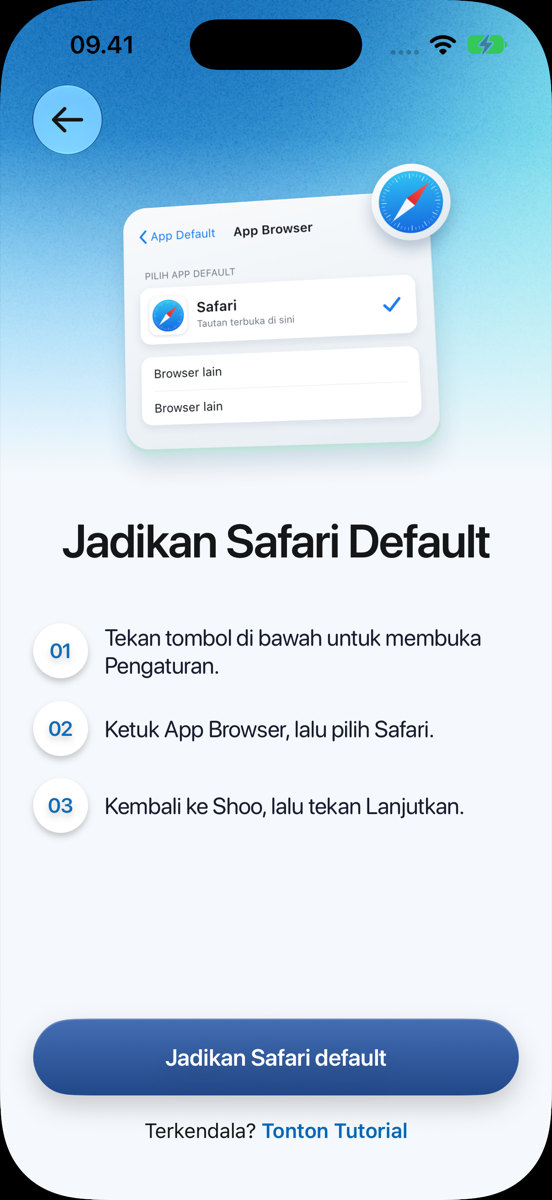 09.41
App Default
App Browser
PILIH APP DEFAULT
Safari
Tautan terbuka di sini
Browser lain
Browser lain
Jadikan Safari Default
01
Tekan tombol di bawah untuk membuka
Pengaturan.
02
Ketuk App Browser, lalu pilih Safari.
03
Kembali ke Shoo, lalu tekan Lanjutkan.
Jadikan Safari default
Terkendala? Tonton Tutorial